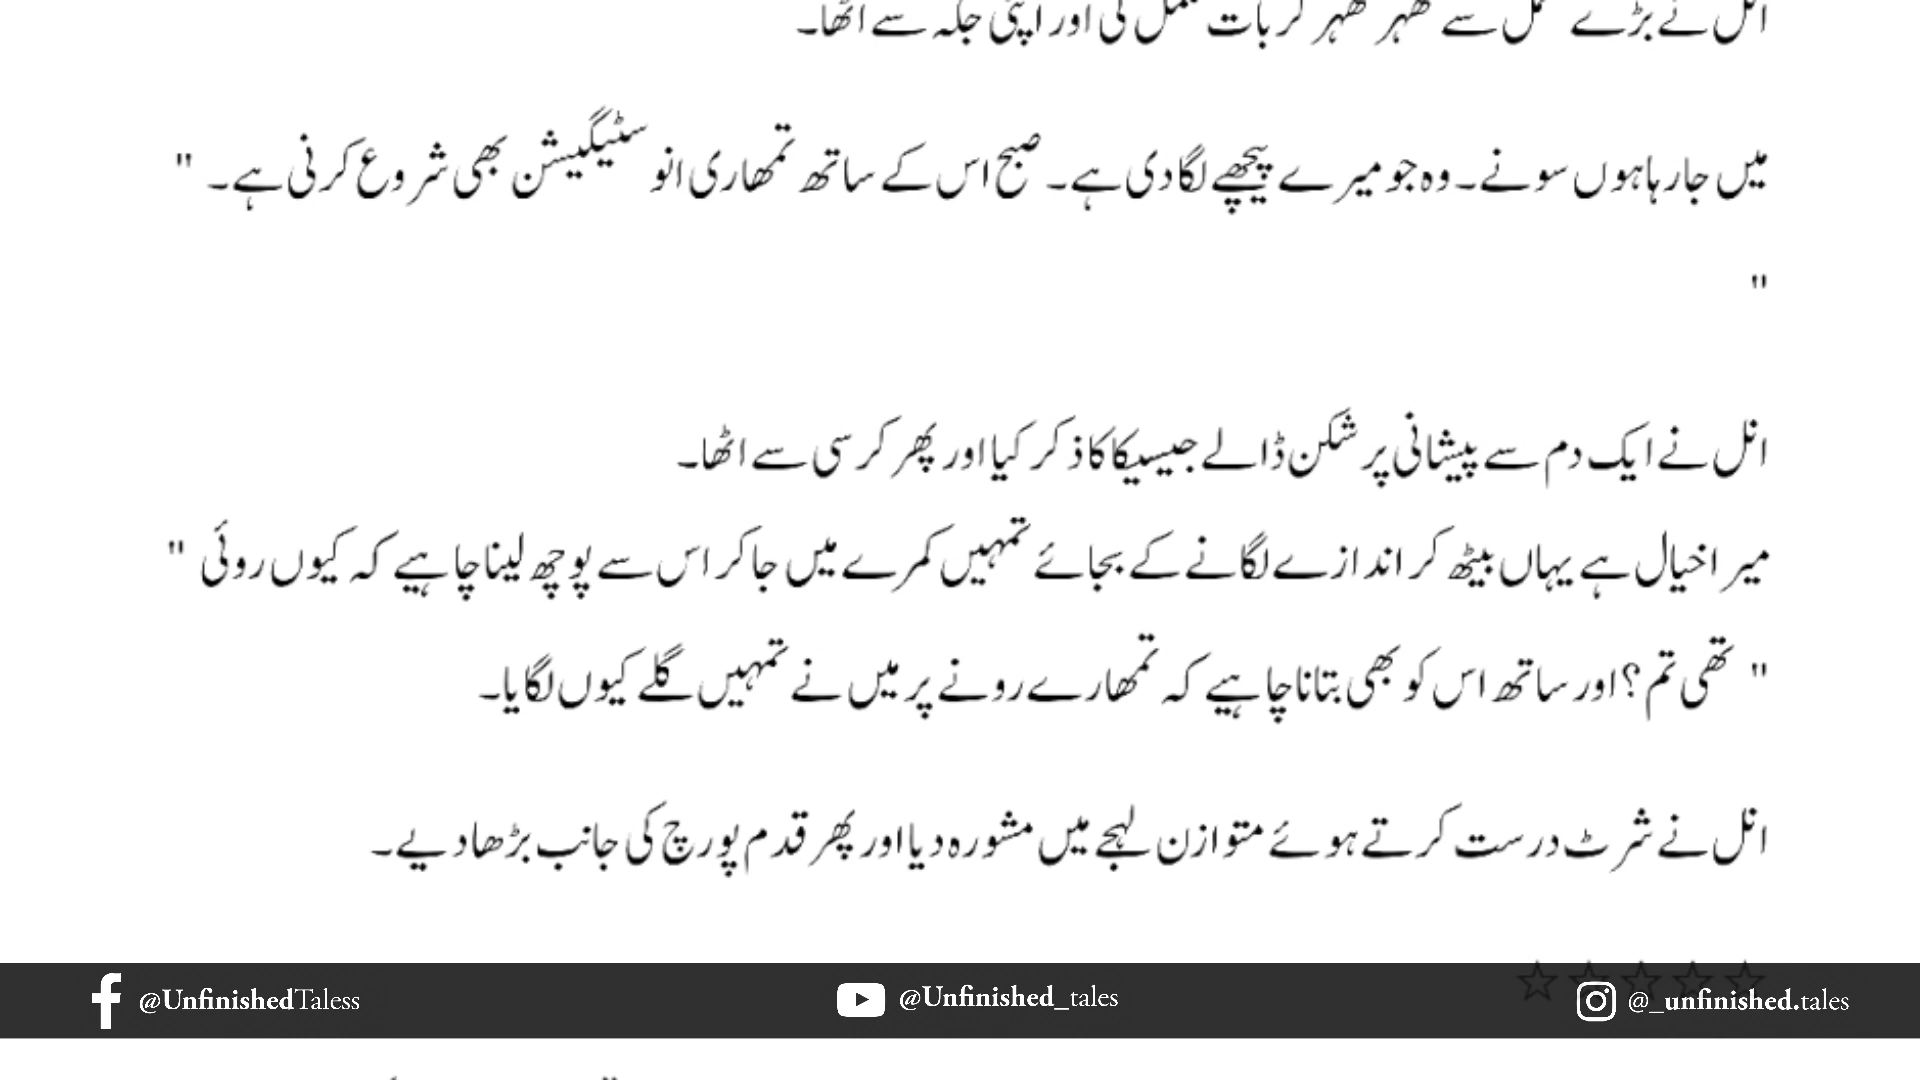 انل نے بڑے تحمل سے ٹھہر ٹھہر کر بات مکمل کی اور اپنی جگہ سے اٹھا۔
میں جا رہا ہوں سونے۔ وہ جو میرے پیچھے لگا دی ہے۔ صبح اس کے ساتھ تمھاری انوسٹیگیشن بھی شروع کرنی ہے۔ "
"
انل نے ایک دم سے پیشانی پر شکن ڈالے جیسیکا کا ذکر کیا اور پھر کرسی سے اٹھا۔
میرا خیال ہے یہاں بیٹھ کر اندازے لگانے کے بجائے تمہیں کمرے میں جا کر اس سے پوچھ لینا چاہیے کہ کیوں روئی "
" تھی تم؟ اور ساتھ اس کو بھی بتانا چاہیے کہ تمھارے رونے پر میں نے تمہیں گلے کیوں لگایا۔
انل نے شرٹ درست کرتے ہوئے متوازن لہجے میں مشورہ دیا اور پھر قدم پورچ کی جانب بڑھا دیے۔
☆☆☆☆☆
@UnfinishedTaless
@Unfinished_tales
@_unfinished.tales